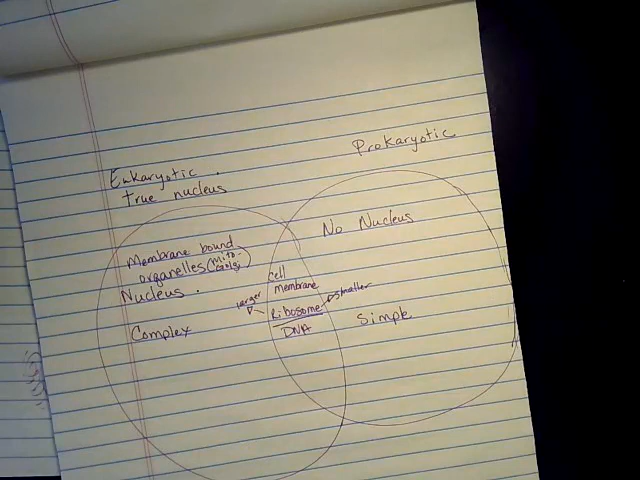 Prokaryotic
Eukaryotic
true nucleus
No Nucleus
Membrane bound
organelles (mito-
golgi)
Nucleus.
Complex
cell
membrane
larger
smaller
Ribosome
DNA
Simple